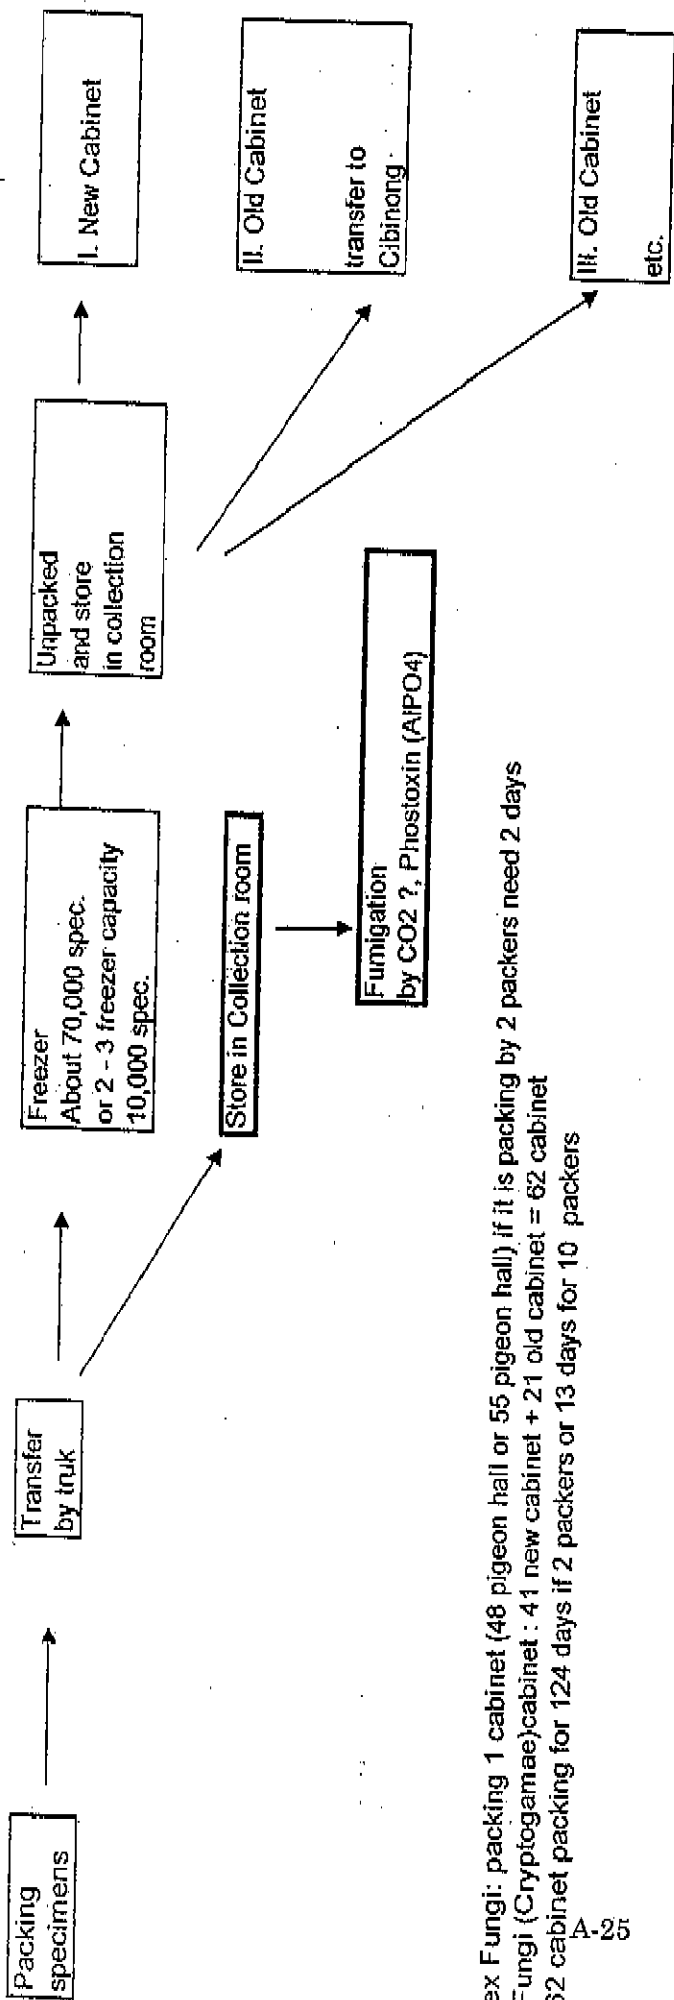 Packing
specimens
Transfer
by truk
Freezer
About 70,000 spec.
or 2 - 3 freezer capacity
10,000 spec.
Store in Collection room
Unpacked
and store
in collection
room
Fumigation
by CO2 ?, Phostoxin (AlPO4)
I. New Cabinet
II. Old Cabinet
transfer to
Cibinong
III. Old Cabinet
etc.
ex Fungi: packing 1 cabinet (48 pigeon hall or 55 pigeon hall) if it is packing by 2 packers need 2 days
Fungi (Cryptogamae)cabinet : 41 new cabinet + 21 old cabinet = 62 cabinet
62 cabinet packing for 124 days if 2 packers or 13 days for 10 packers
A-25